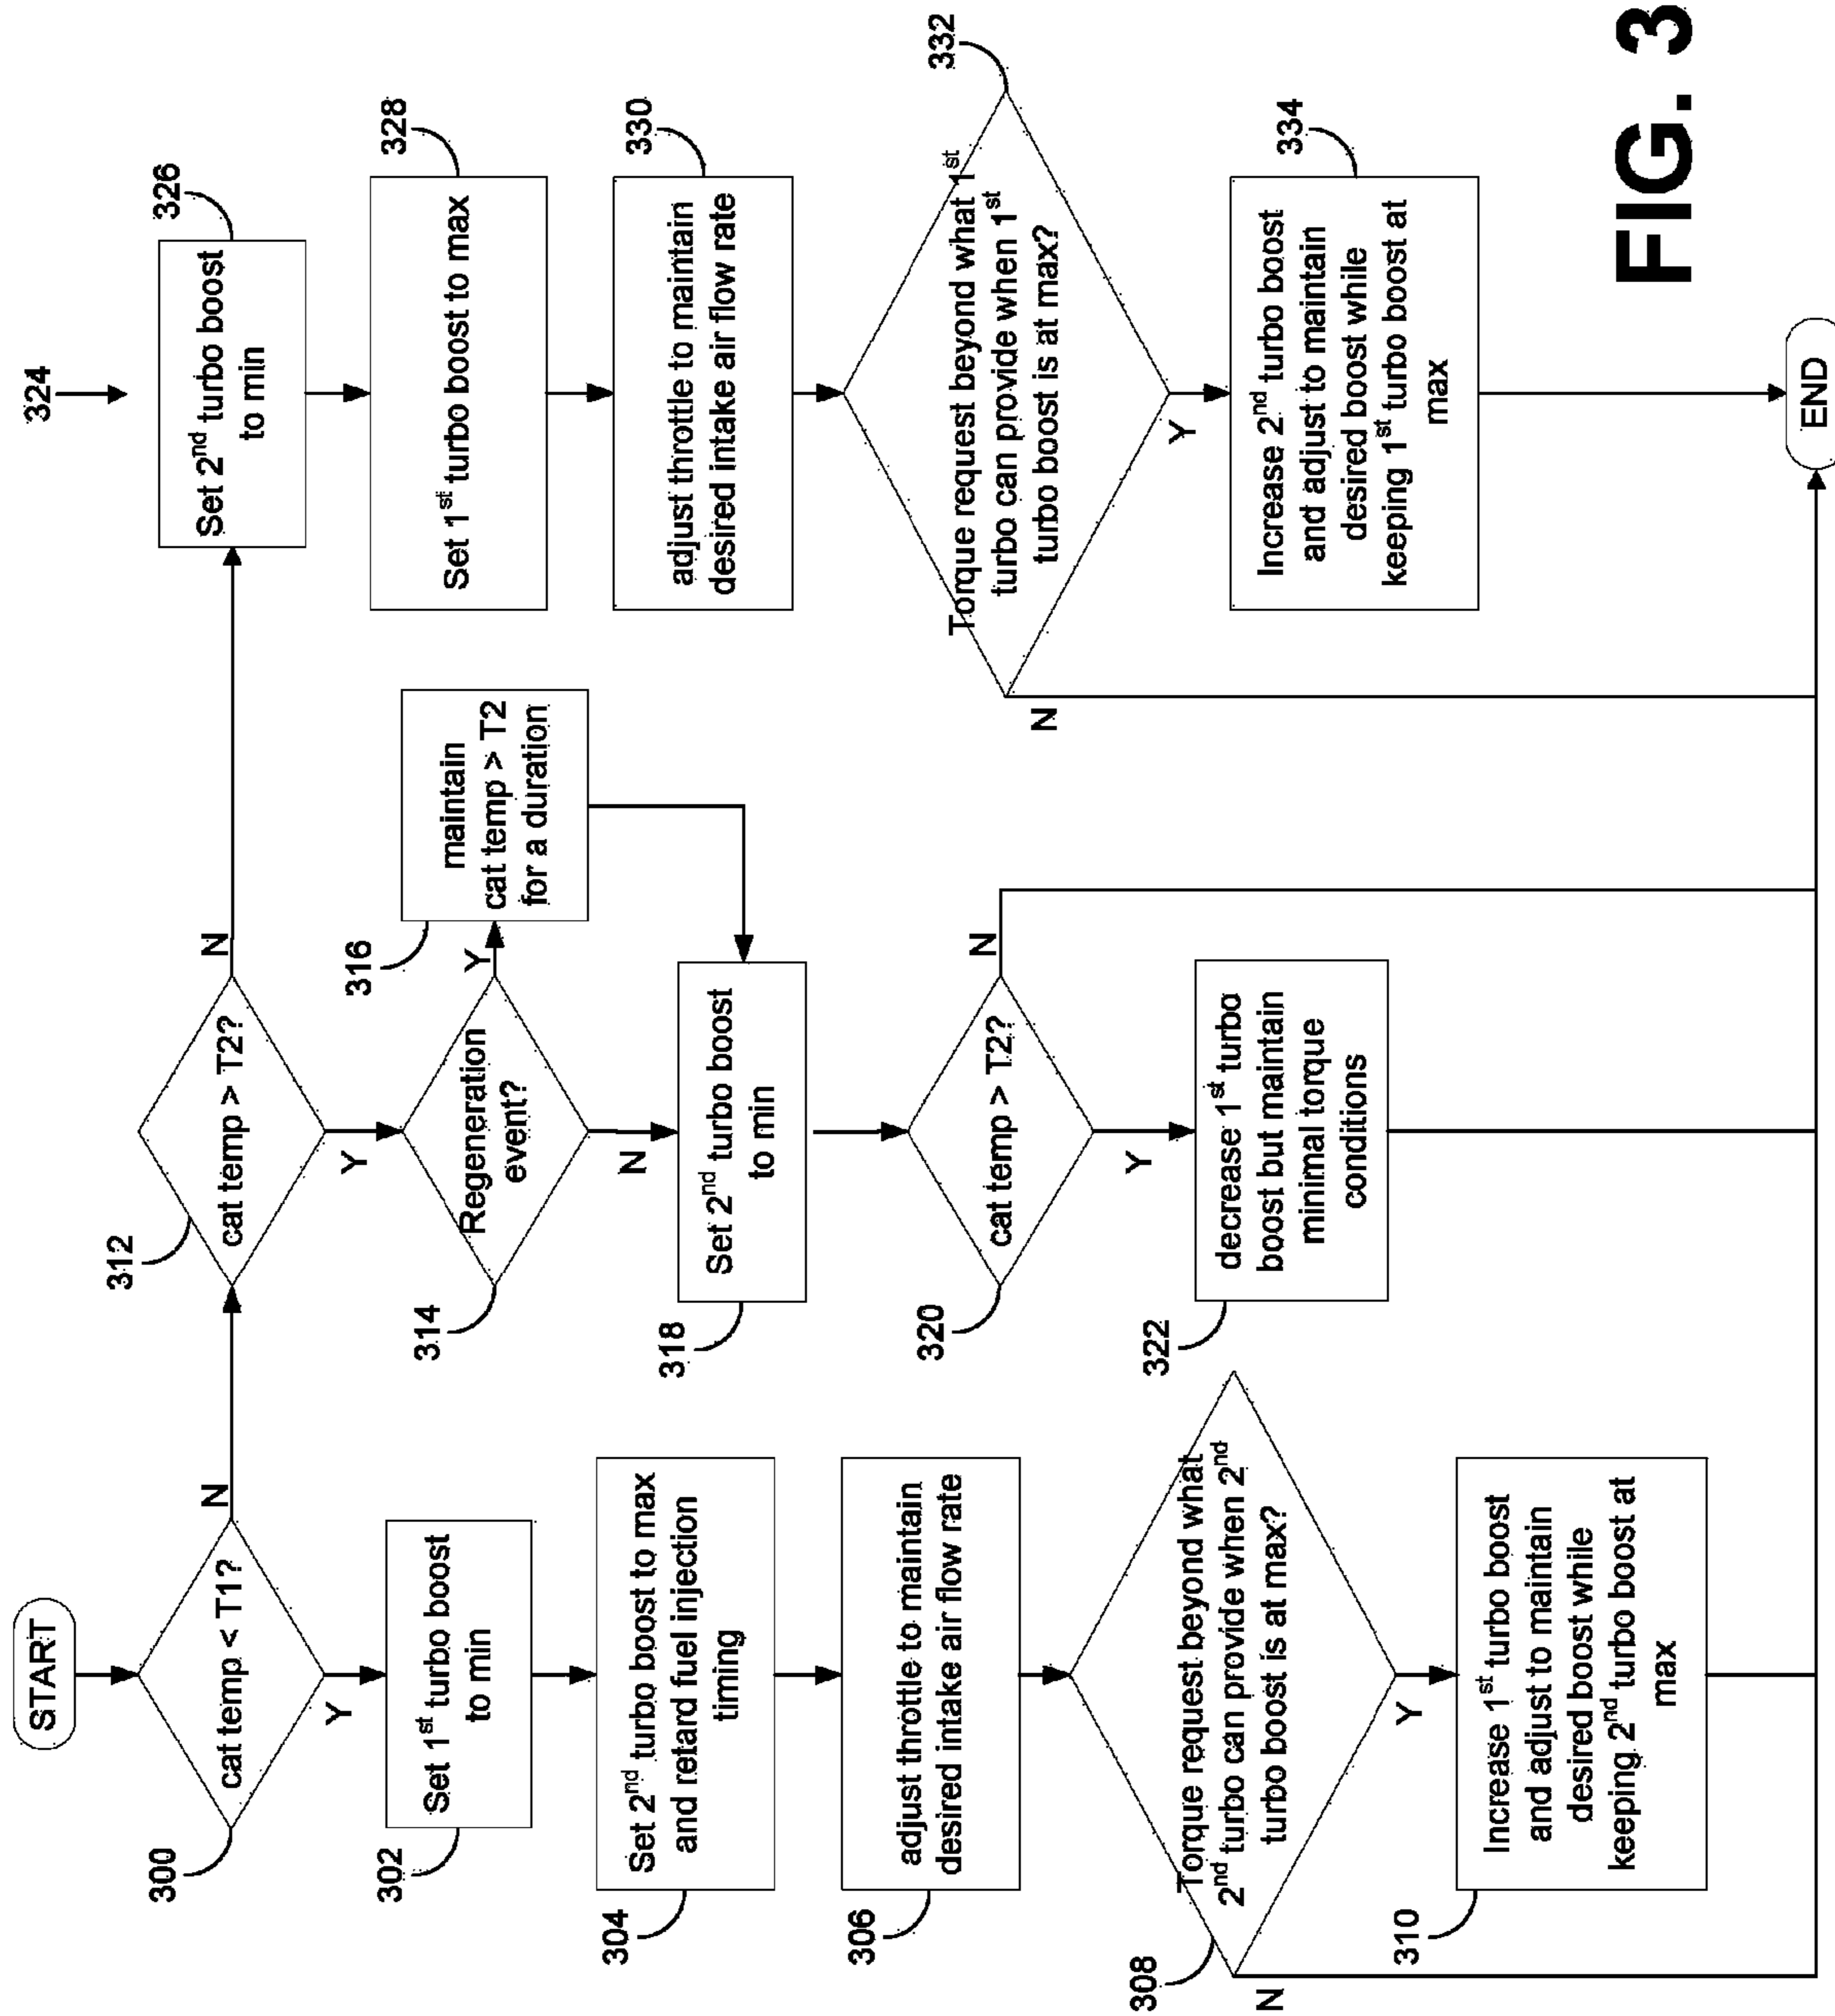 START
300
cat temp < T1?
N
Y
302
Set 1st turbo boost
to min
304
Set 2nd turbo boost to max
and retard fuel injection
timing
306
adjust throttle to maintain
desired intake air flow rate
308
Torque request beyond what
2nd turbo can provide when 2nd
turbo boost is at max?
N
Y
310
Increase 1st turbo boost
and adjust to maintain
desired boost while
keeping 2nd turbo boost at
max
312
cat temp > T2?
N
Y
314
Regeneration
event?
Y
N
316
maintain
cat temp > T2
for a duration
318
Set 2nd turbo boost
to min
320
cat temp > T2?
N
Y
322
decrease 1st turbo
boost but maintain
minimal torque
conditions
324
326
Set 2nd turbo boost
to min
328
Set 1st turbo boost to max
330
adjust throttle to maintain
desired intake air flow rate
332
Torque request beyond what 1st
turbo can provide when 1st
turbo boost is at max?
N
Y
334
Increase 2nd turbo boost
and adjust to maintain
desired boost while
keeping 1st turbo boost at
max
END
FIG. 3